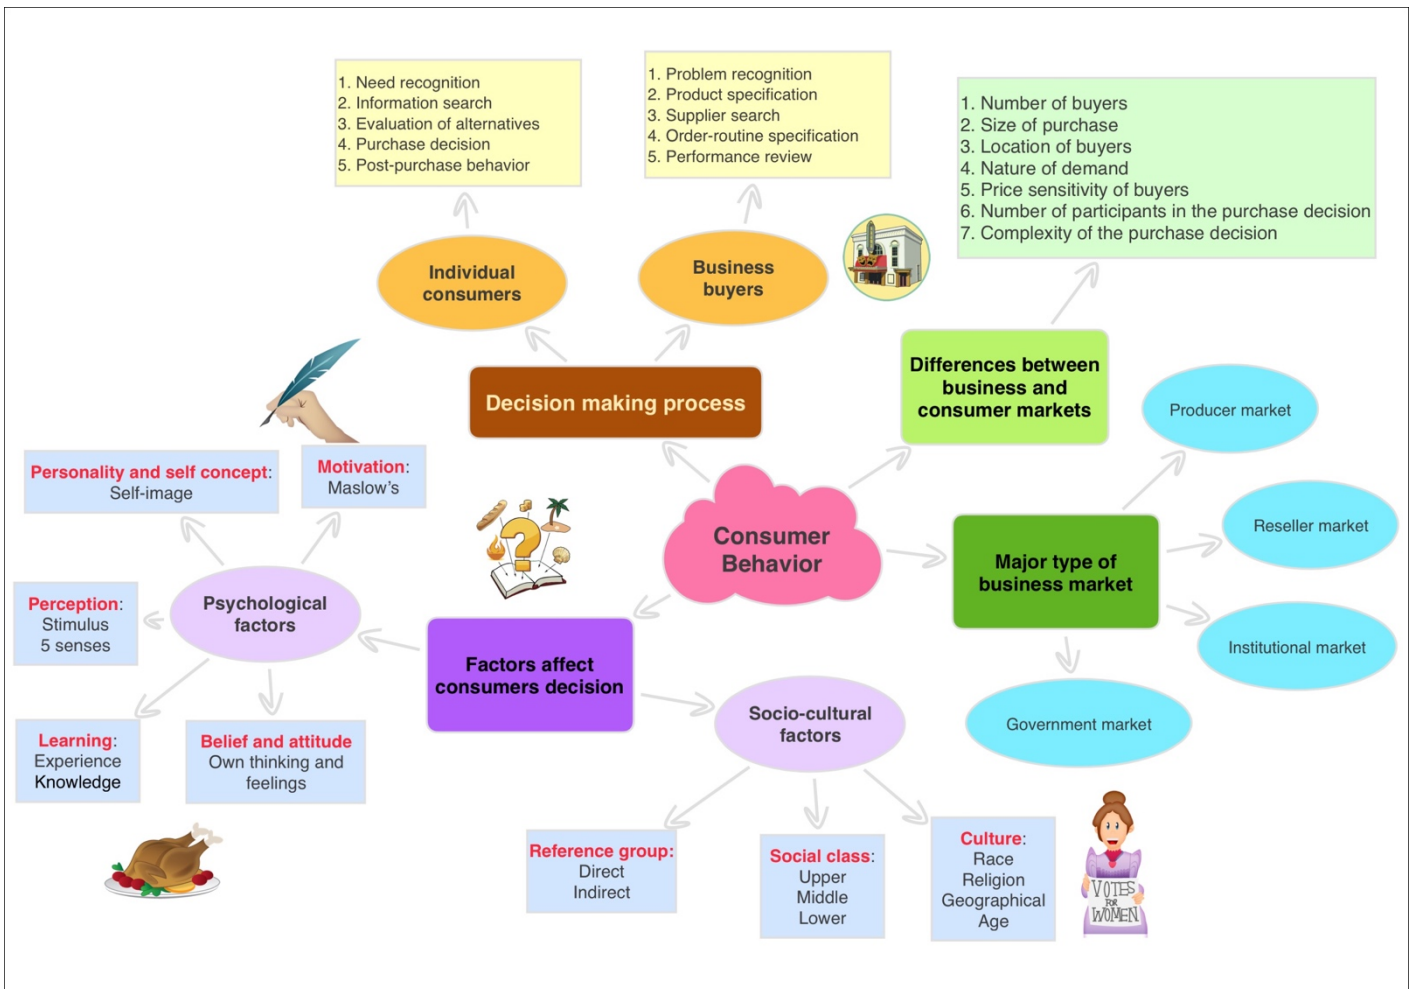 1. Need recognition
2. Information search
3. Evaluation of alternatives
4. Purchase decision
5. Post-purchase behavior
1. Problem recognition
2. Product specification
3. Supplier search
4. Order-routine specification
5. Performance review
1. Number of buyers
2. Size of purchase
3. Location of buyers
4. Nature of demand
5. Price sensitivity of buyers
6. Number of participants in the purchase decision
7. Complexity of the purchase decision
Individual
consumers
Business
buyers
Decision making process
Differences between
business and
consumer markets
Producer market
Reseller market
Institutional market
Government market
Major type of
business market
Consumer
Behavior
Personality and self concept:
Self-image
Motivation:
Maslow's
Perception:
Stimulus
5 senses
Psychological
factors
Learning:
Experience
Knowledge
Belief and attitude
Own thinking and
feelings
Factors affect
consumers decision
Socio-cultural
factors
Reference group:
Direct
Indirect
Social class:
Upper
Middle
Lower
Culture:
Race
Religion
Geographical
Age
VOTES
FOR
WOMEN
?